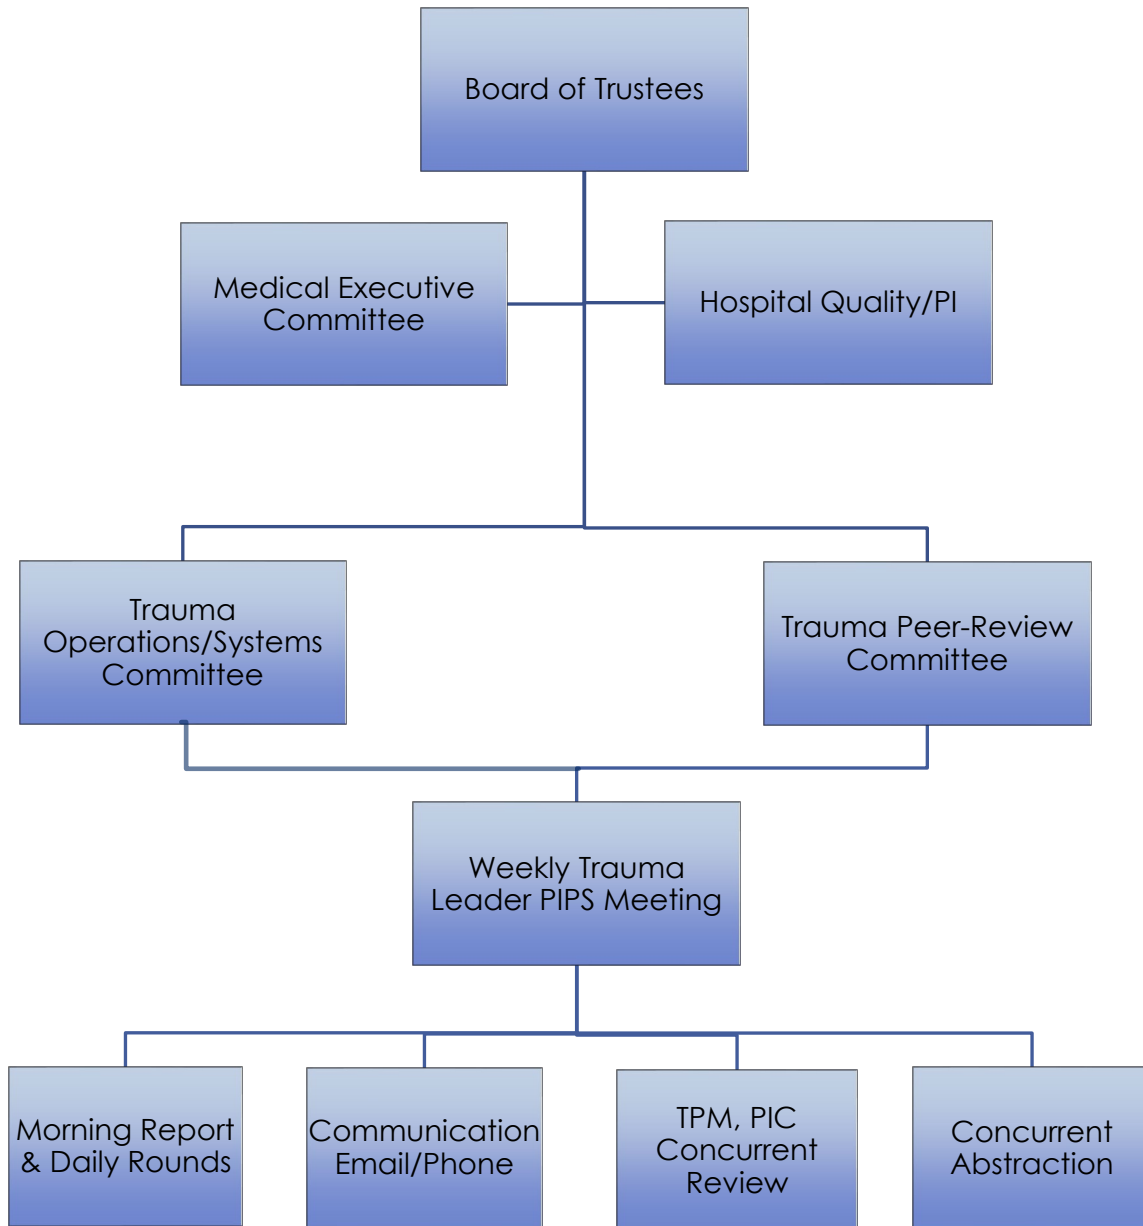 Board of Trustees
Medical Executive
Committee
Hospital Quality/PI
Trauma
Operations/Systems
Committee
Trauma Peer-Review
Committee
Weekly Trauma
Leader PIPS Meeting
Morning Report
& Daily Rounds
Communication
Email/Phone
TPM, PIC
Concurrent
Review
Concurrent
Abstraction